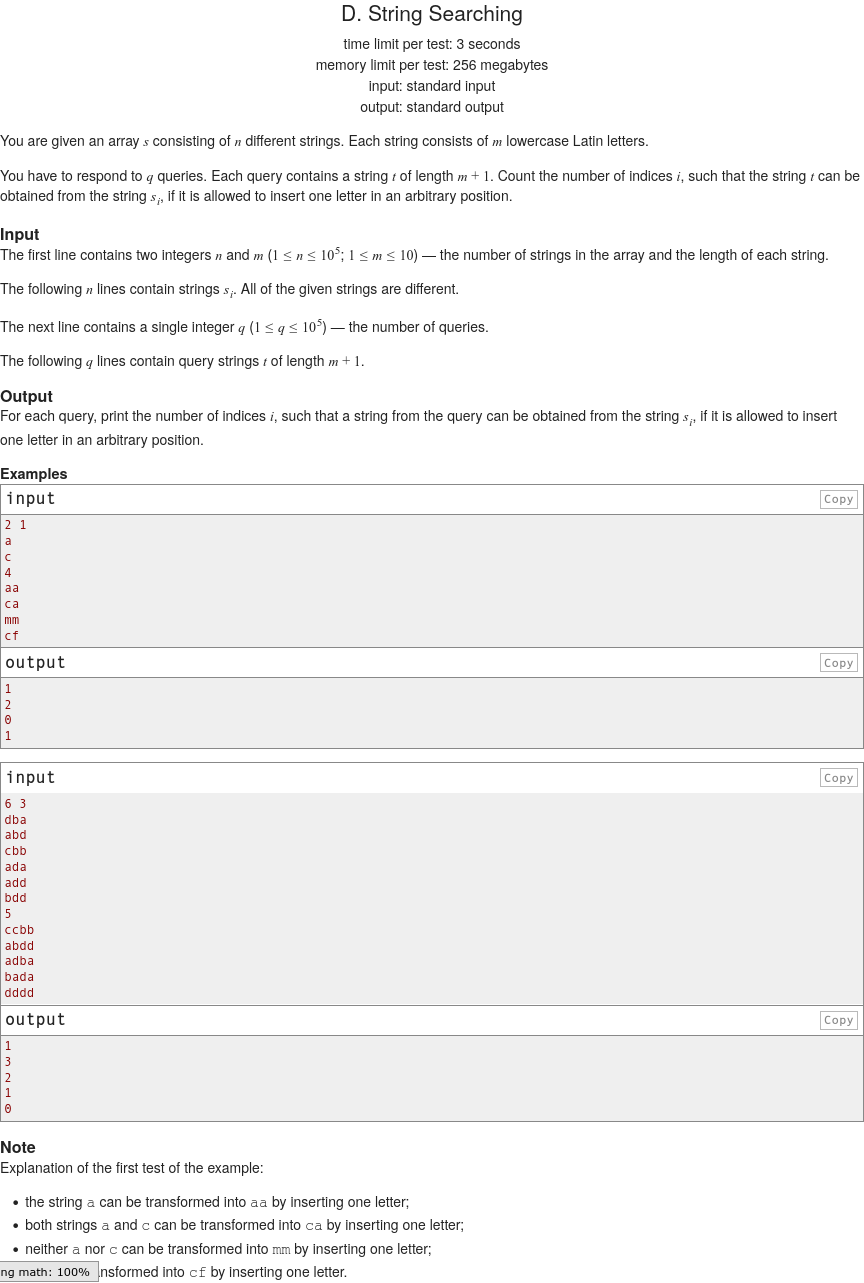 D. String Searching
time limit per test: 3 seconds
memory limit per test: 256 megabytes
input: standard input
output: standard output
You are given an array s consisting of n different strings. Each string consists of m lowercase Latin letters.
You have to respond to q queries. Each query contains a string t of length m + 1. Count the number of indices i, such that the string t can be
obtained from the string s_i, if it is allowed to insert one letter in an arbitrary position.
Input
The first line contains two integers n and m (1 ≤ n ≤ 10^5; 1 ≤ m ≤ 10) — the number of strings in the array and the length of each string.
The following n lines contain strings s_i. All of the given strings are different.
The next line contains a single integer q (1 ≤ q ≤ 10^5) — the number of queries.
The following q lines contain query strings t of length m + 1.
Output
For each query, print the number of indices i, such that a string from the query can be obtained from the string s_i, if it is allowed to insert
one letter in an arbitrary position.
Examples
input Copy
2 1
a
c
4
aa
ca
mm
cf
output Copy
1
2
0
1
input Copy
6 3
dba
abd
cbb
ada
add
bdd
5
ccbb
abdd
adba
bada
dddd
output Copy
1
3
2
1
0
Note
Explanation of the first test of the example:
• the string a can be transformed into aa by inserting one letter;
• both strings a and c can be transformed into ca by inserting one letter;
• neither a nor c can be transformed into mm by inserting one letter;
ng math: 100% nsformed into cf by inserting one letter.